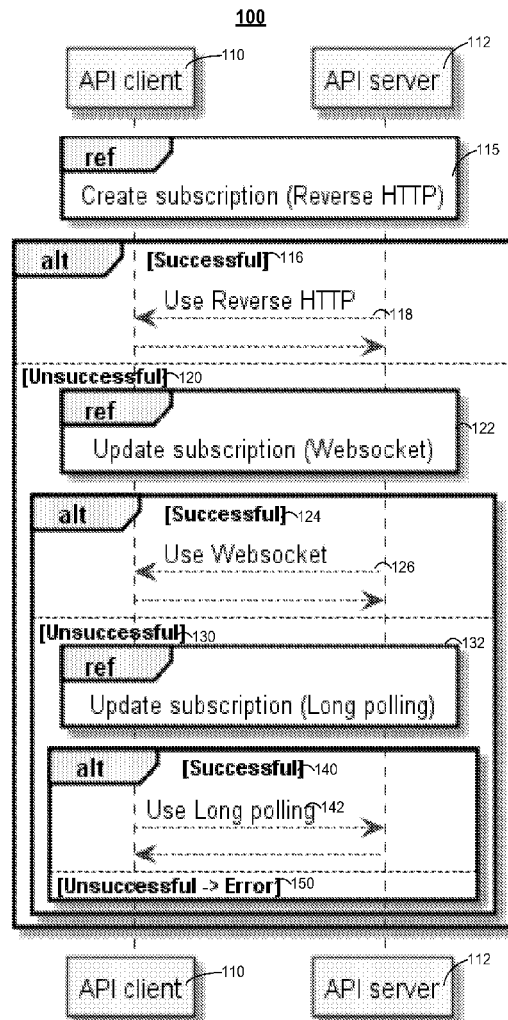 100
110
112
API client
API server
ref
115
Create subscription (Reverse HTTP)
alt
[Successful]
116
Use Reverse HTTP
118
[Unsuccessful]
120
ref
122
Update subscription (Websocket)
alt
[Successful]
124
Use Websocket
126
[Unsuccessful]
130
132
ref
Update subscription (Long polling)
alt
[Successful]
140
Use Long polling
142
[Unsuccessful -> Error]
150
110
112
API client
API server